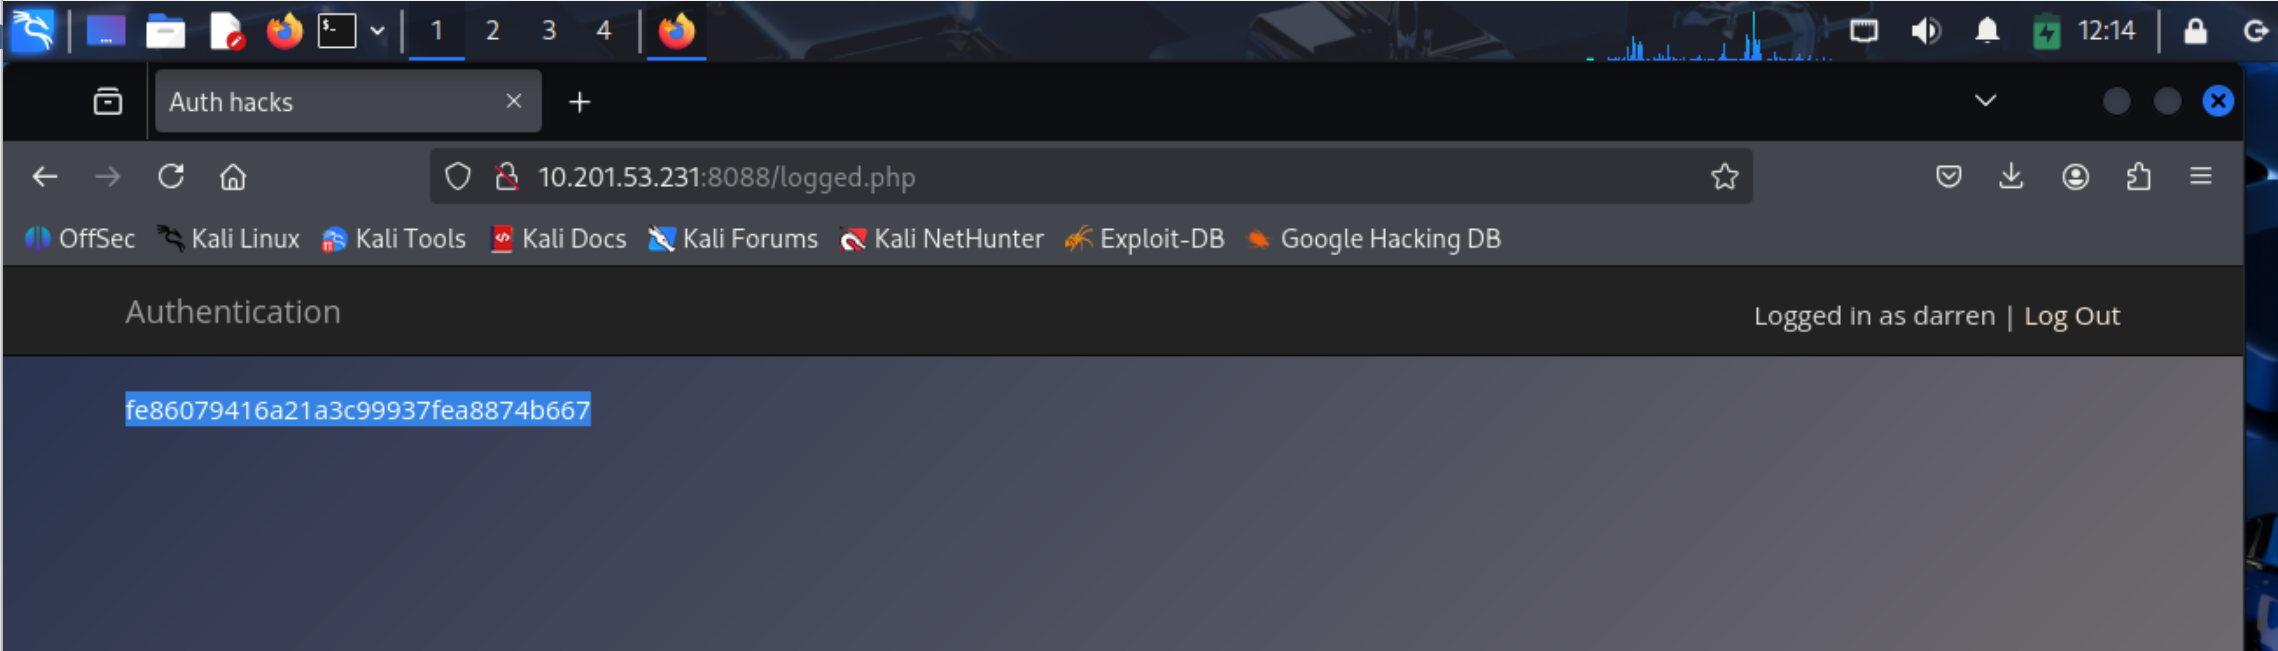 1 2 3 4 12:14
Auth hacks
10.201.53.231:8088/logged.php
OffSec Kali Linux Kali Tools Kali Docs Kali Forums Kali NetHunter Exploit-DB Google Hacking DB
Authentication Logged in as darren | Log Out
fe86079416a21a3c99937fea8874b667